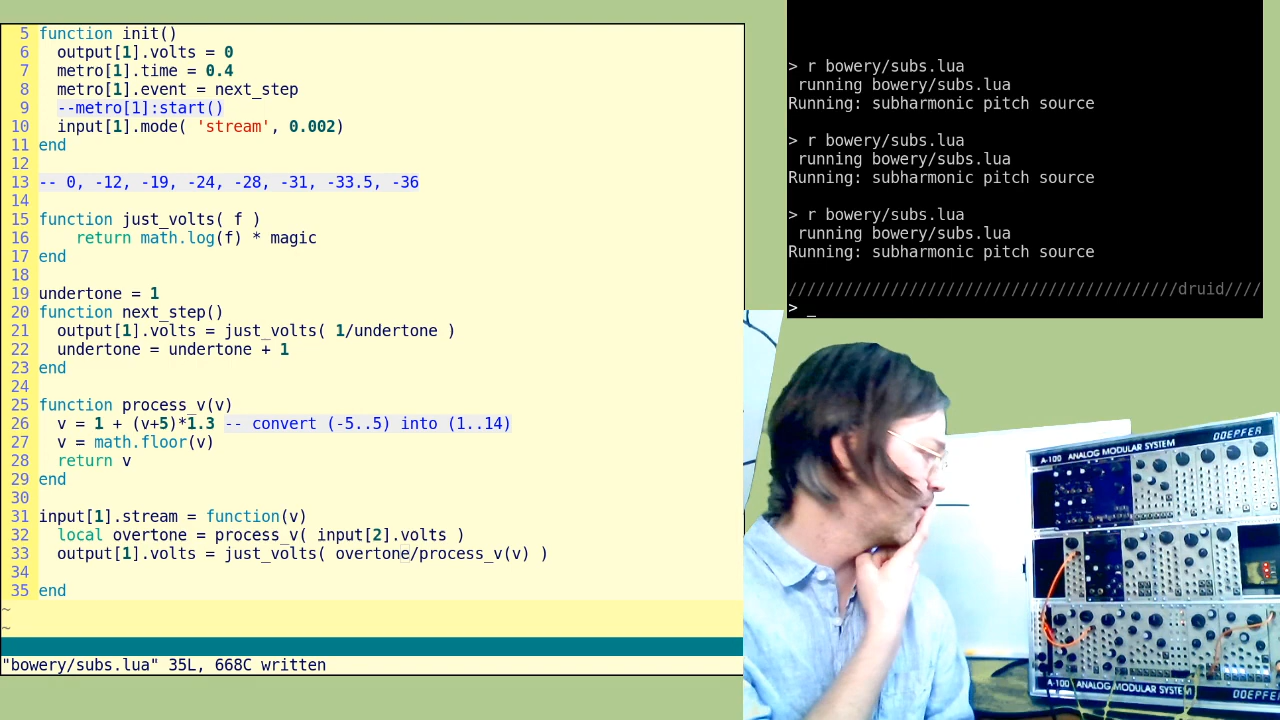 5 function init()
6   output[1].volts = 0
7   metro[1].time = 0.4
8   metro[1].event = next_step
9   --metro[1]:start()
10   input[1].mode( 'stream', 0.002)
11 end
12
13 -- 0, -12, -19, -24, -28, -31, -33.5, -36
14
15 function just_volts( f )
16     return math.log(f) * magic
17 end
18
19 undertone = 1
20 function next_step()
21   output[1].volts = just_volts( 1/undertone )
22   undertone = undertone + 1
23 end
24
25 function process_v(v)
26   v = 1 + (v+5)*1.3 -- convert (-5..5) into (1..14)
27   v = math.floor(v)
28   return v
29 end
30
31 input[1].stream = function(v)
32   local overtone = process_v( input[2].volts )
33   output[1].volts = just_volts( overtone/process_v(v) )
34
35 end
~
~
"bowery/subs.lua" 35L, 668C written
> r bowery/subs.lua
 running bowery/subs.lua
Running: subharmonic pitch source
> r bowery/subs.lua
 running bowery/subs.lua
Running: subharmonic pitch source
> r bowery/subs.lua
 running bowery/subs.lua
Running: subharmonic pitch source
//////////////////////////////////////////druid////
> _
A-100 ANALOG MODULAR SYSTEM DOEPFER
A-100 ANALOG MODULAR SYSTEM DOEPFER